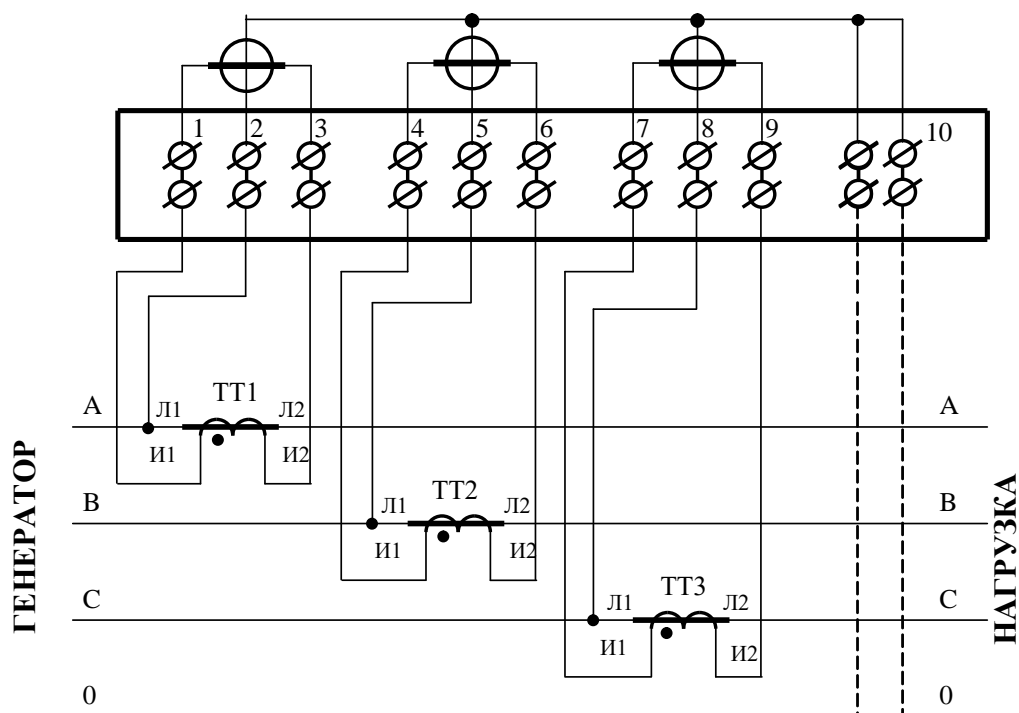 1 2 3 4 5 6 7 8 9 10
ТТ1
А Л1 Л2 А
И1 И2
ТТ2
В Л1 Л2 В
И1 И2
ТТ3
С Л1 Л2 С
И1 И2
0 0
ГЕНЕРАТОР
НАГРУЗКА